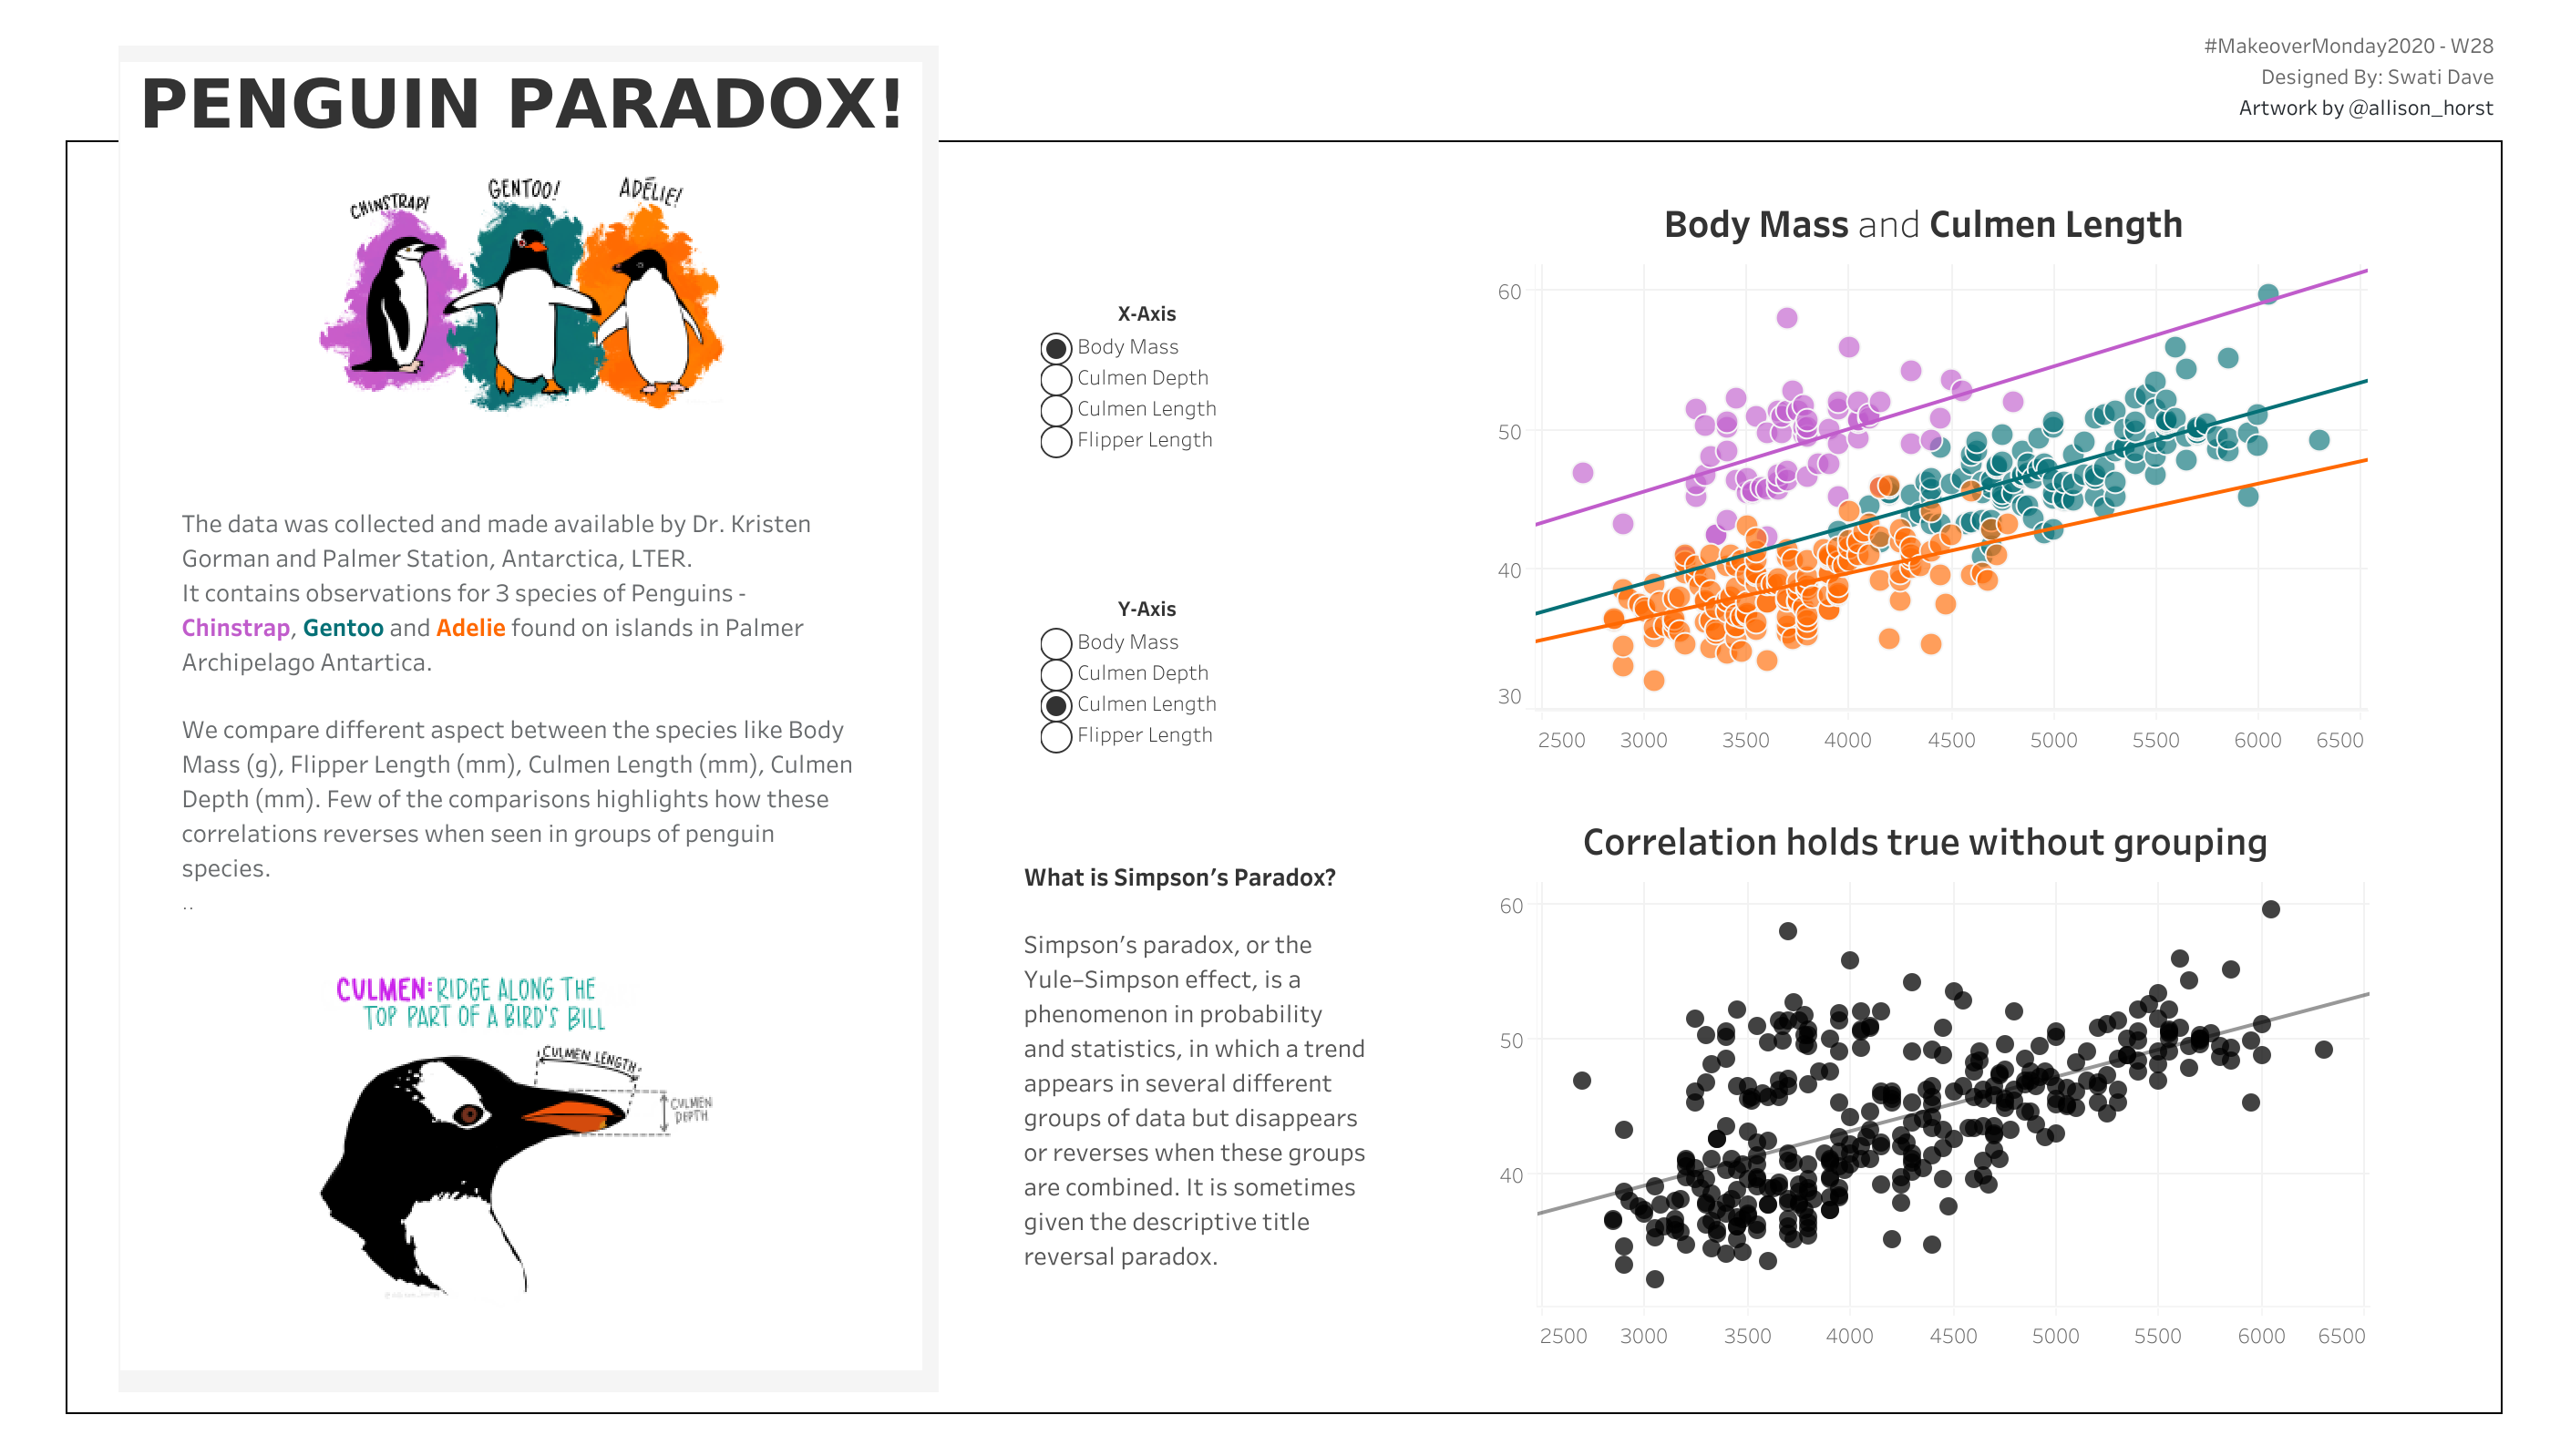 #MakeoverMonday2020 - W28
Designed By: Swati Dave
Artwork by @allison_horst
PENGUIN PARADOX!
CHINSTRAP!
GENTOO!
ADÉLIE!
The data was collected and made available by Dr. Kristen
Gorman and Palmer Station, Antarctica, LTER.
It contains observations for 3 species of Penguins -
Chinstrap, Gentoo and Adelie found on islands in Palmer
Archipelago Antartica.
We compare different aspect between the species like Body
Mass (g), Flipper Length (mm), Culmen Length (mm), Culmen
Depth (mm). Few of the comparisons highlights how these
correlations reverses when seen in groups of penguin
species.
..
CULMEN: RIDGE ALONG THE
TOP PART OF A BIRD'S BILL
CULMEN LENGTH
CULMEN
DEPTH
X-Axis
Body Mass
Culmen Depth
Culmen Length
Flipper Length
Y-Axis
Body Mass
Culmen Depth
Culmen Length
Flipper Length
What is Simpson’s Paradox?
Simpson’s paradox, or the
Yule–Simpson effect, is a
phenomenon in probability
and statistics, in which a trend
appears in several different
groups of data but disappears
or reverses when these groups
are combined. It is sometimes
given the descriptive title
reversal paradox.
Body Mass and Culmen Length
60
50
40
30
2500 3000 3500 4000 4500 5000 5500 6000 6500
Correlation holds true without grouping
60
50
40
2500 3000 3500 4000 4500 5000 5500 6000 6500